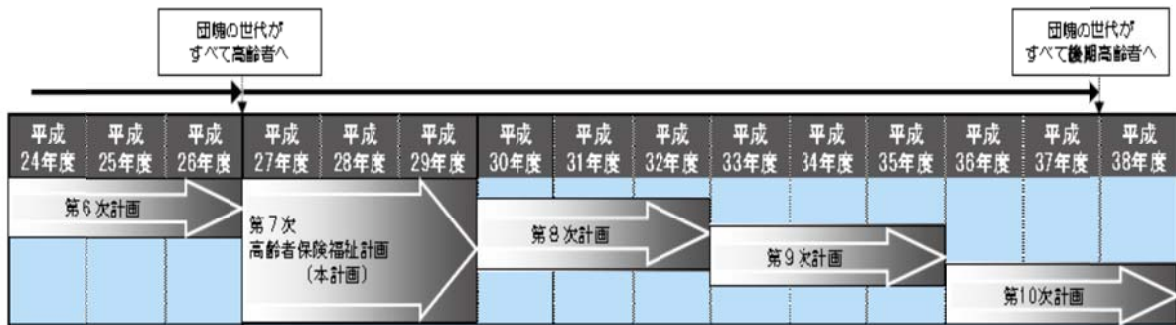 団塊の世代が
すべて高齢者へ
団塊の世代が
すべて後期高齢者へ
平成
24年度
平成
25年度
平成
26年度
平成
27年度
平成
28年度
平成
29年度
平成
30年度
平成
31年度
平成
32年度
平成
33年度
平成
34年度
平成
35年度
平成
36年度
平成
37年度
平成
38年度
第6次計画
第7次
高齢者保険福祉計画
(本計画)
第8次計画
第9次計画
第10次計画